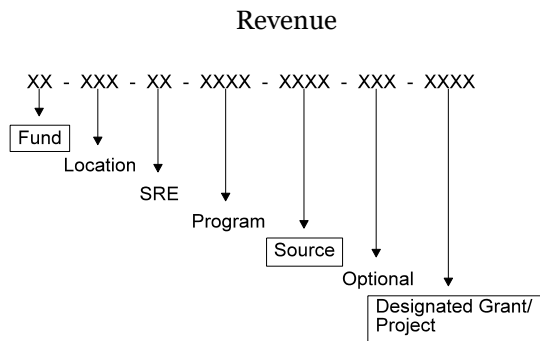 Revenue
XX - XXX - XX - XXXX - XXXX - XXX - XXXX
Fund
Location
SRE
Program
Source
Optional
Designated Grant/
Project